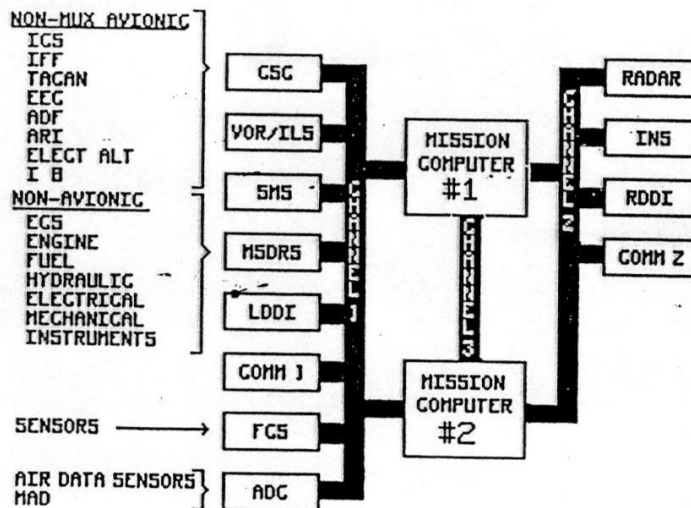 NON-MUX AVIONIC
ICS
IFF
TACAN
EEC
ADF
ARI
ELECT ALT
I B
NON-AVIONIC
ECS
ENGINE
FUEL
HYDRAULIC
ELECTRICAL
MECHANICAL
INSTRUMENTS
SENSORS
AIR DATA SENSORS
MAD
CSC
VOR/ILS
SMS
MSDRS
LDDI
COMM 1
FCS
ADC
CHANNEL 1
MISSION
COMPUTER
#1
CHANNEL 3
MISSION
COMPUTER
#2
CHANNEL 2
RADAR
INS
RDDI
COMM 2